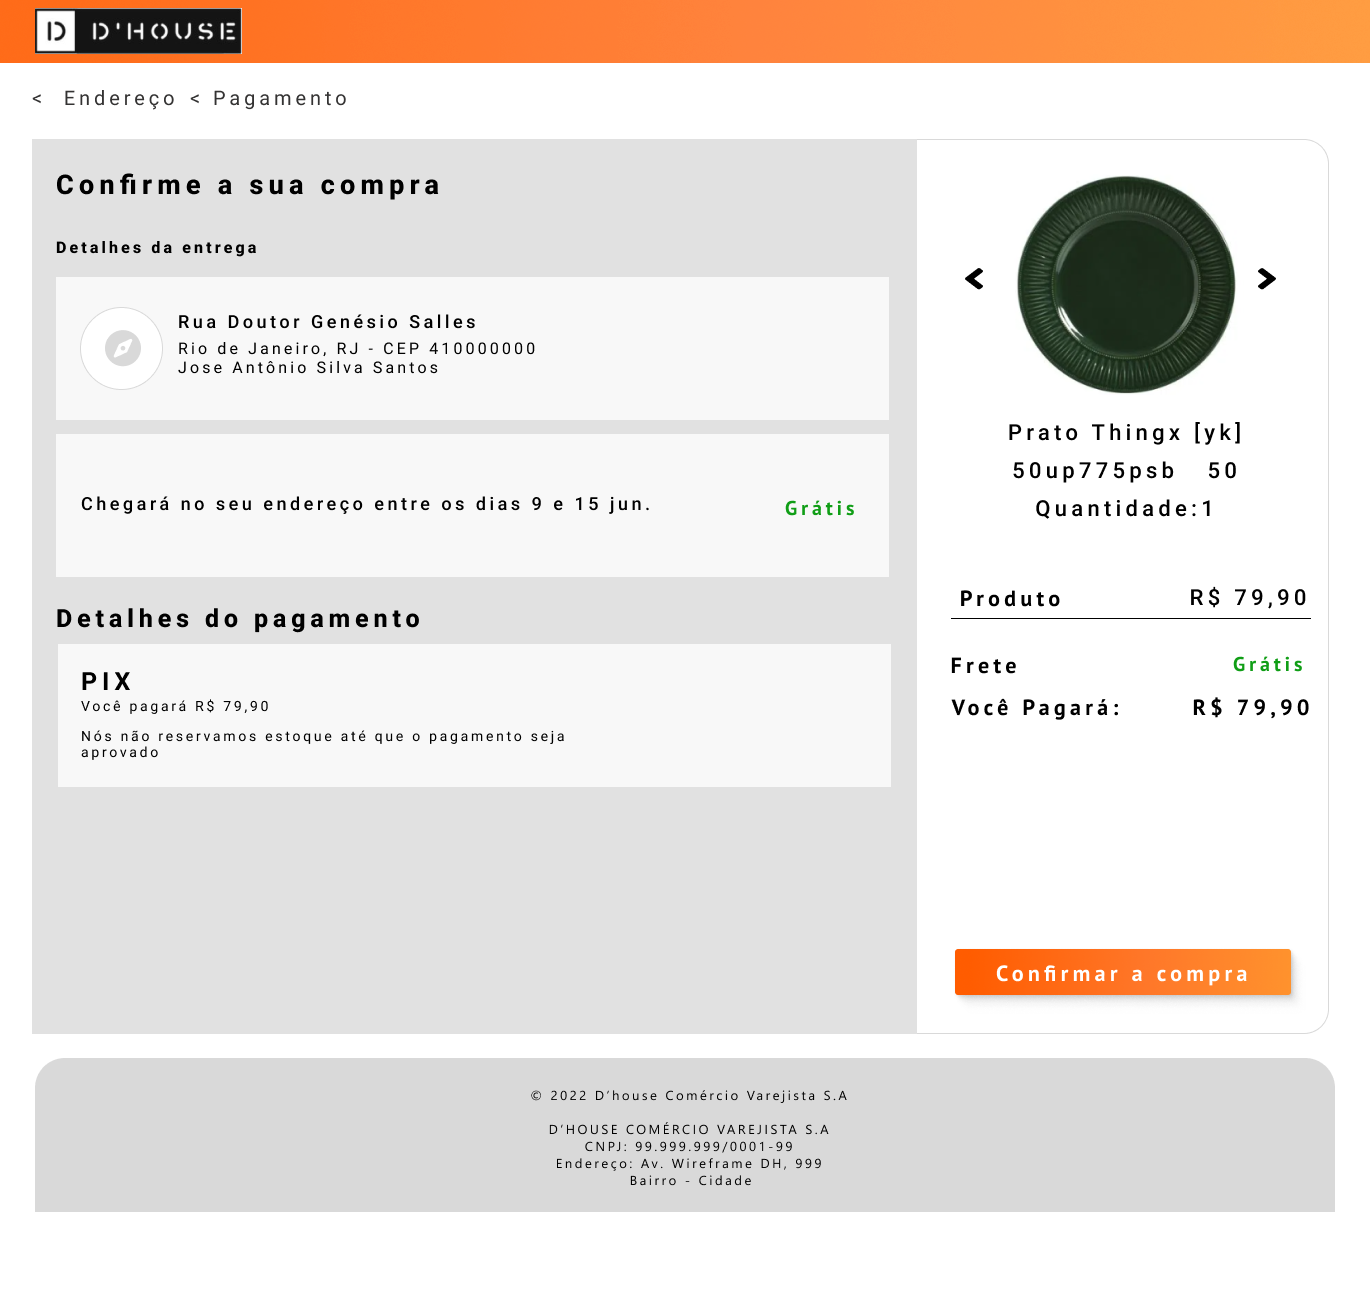 D D'HOUSE
< Endereço < Pagamento
Confirme a sua compra
Detalhes da entrega
Rua Doutor Genésio Salles
Rio de Janeiro, RJ - CEP 410000000
Jose Antônio Silva Santos
Chegará no seu endereço entre os dias 9 e 15 jun.
Grátis
Detalhes do pagamento
PIX
Você pagará R$ 79,90
Nós não reservamos estoque até que o pagamento seja
aprovado
< >
Prato Thingx [yk]
50up775psb 50
Quantidade:1
Produto R$ 79,90
Frete Grátis
Você Pagará: R$ 79,90
Confirmar a compra
© 2022 D’house Comércio Varejista S.A
D’HOUSE COMÉRCIO VAREJISTA S.A
CNPJ: 99.999.999/0001-99
Endereço: Av. Wireframe DH, 999
Bairro - Cidade